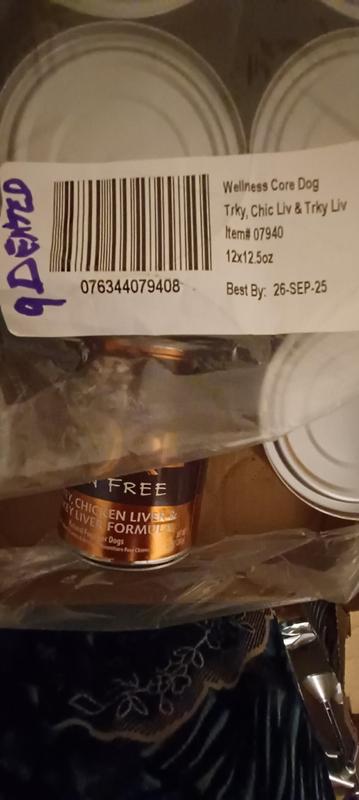 Wellness Core Dog
Trky, Chic Liv & Trky Liv
Item# 07940
12x12.5oz
Best By: 26-SEP-25
076344079408
FREE
CHICKEN LIVER &
LIVER FORMULA
Dogs